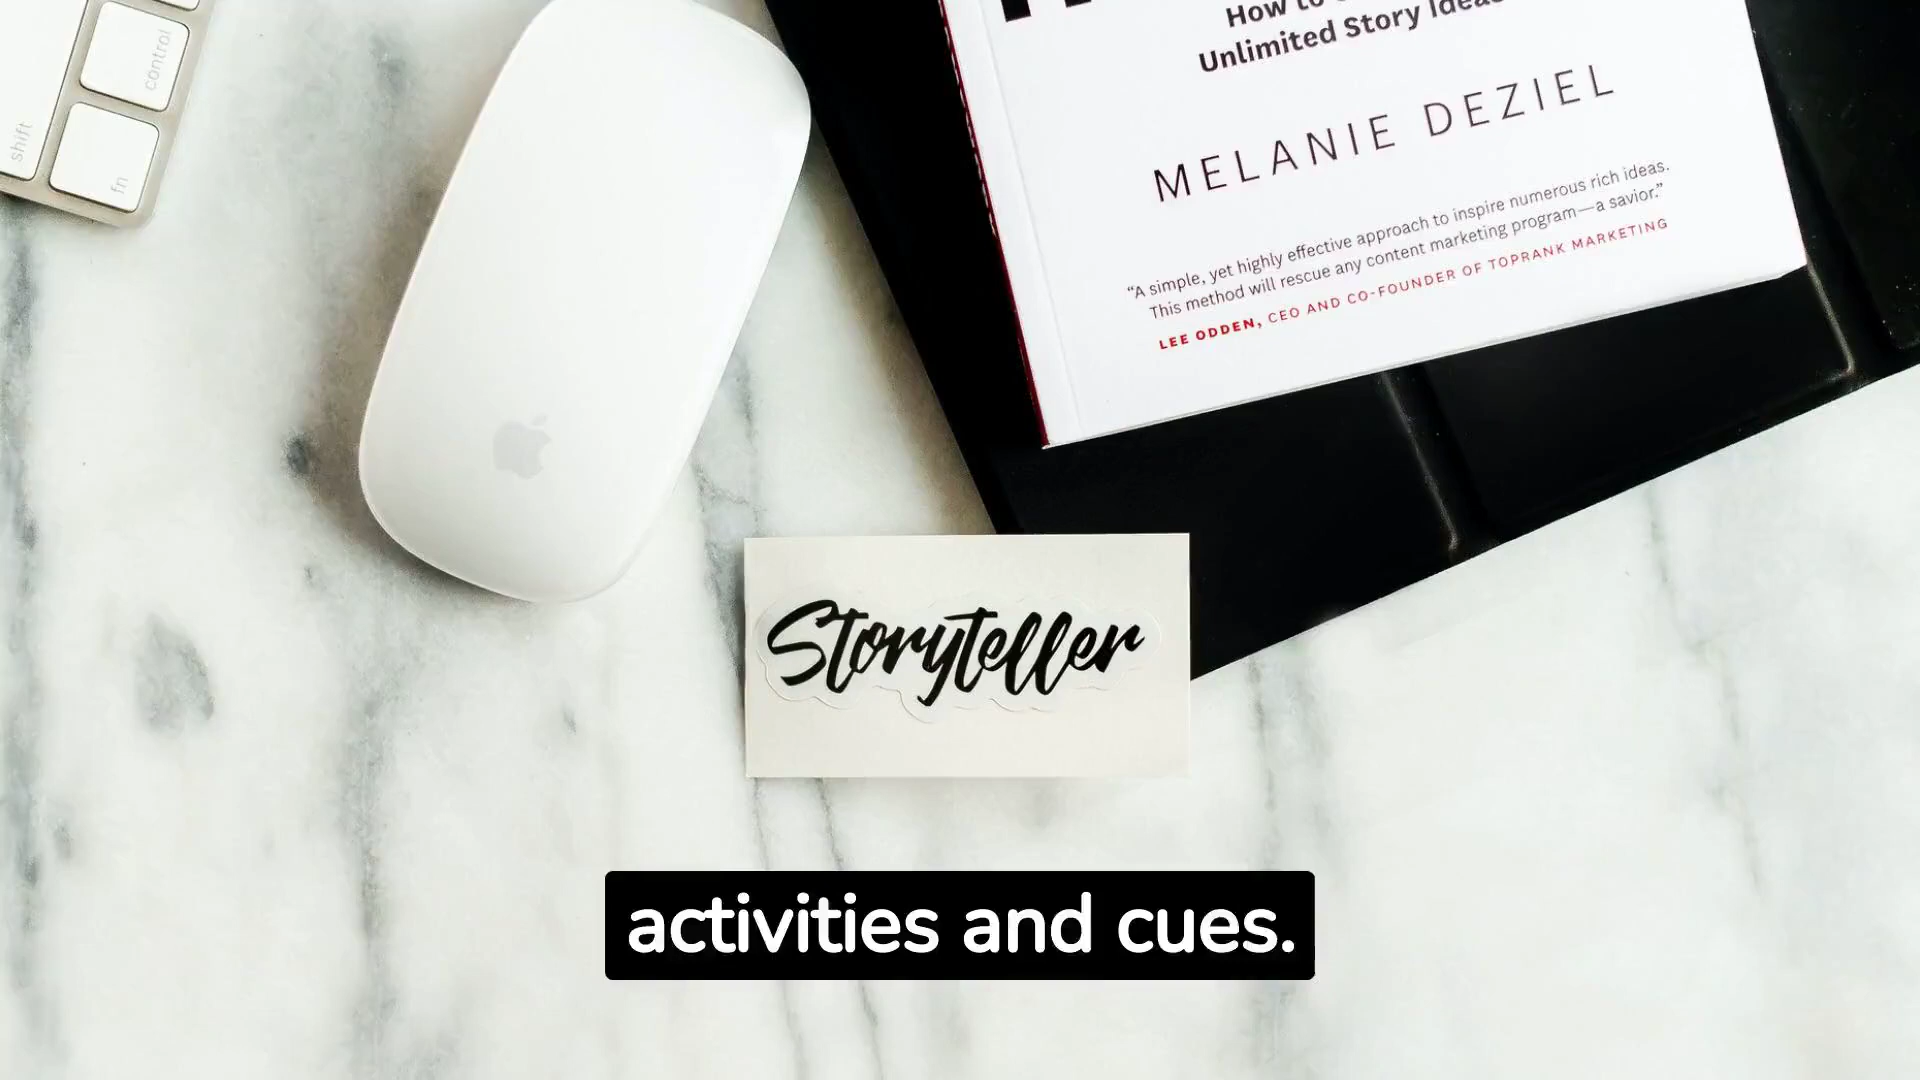 control
shift
fn
How to
Unlimited Story Ideas
MELANIE DEZIEL
“A simple, yet highly effective approach to inspire numerous rich ideas.
This method will rescue any content marketing program—a savior.”
LEE ODDEN, CEO AND CO-FOUNDER OF TOPRANK MARKETING
Storyteller
activities and cues.